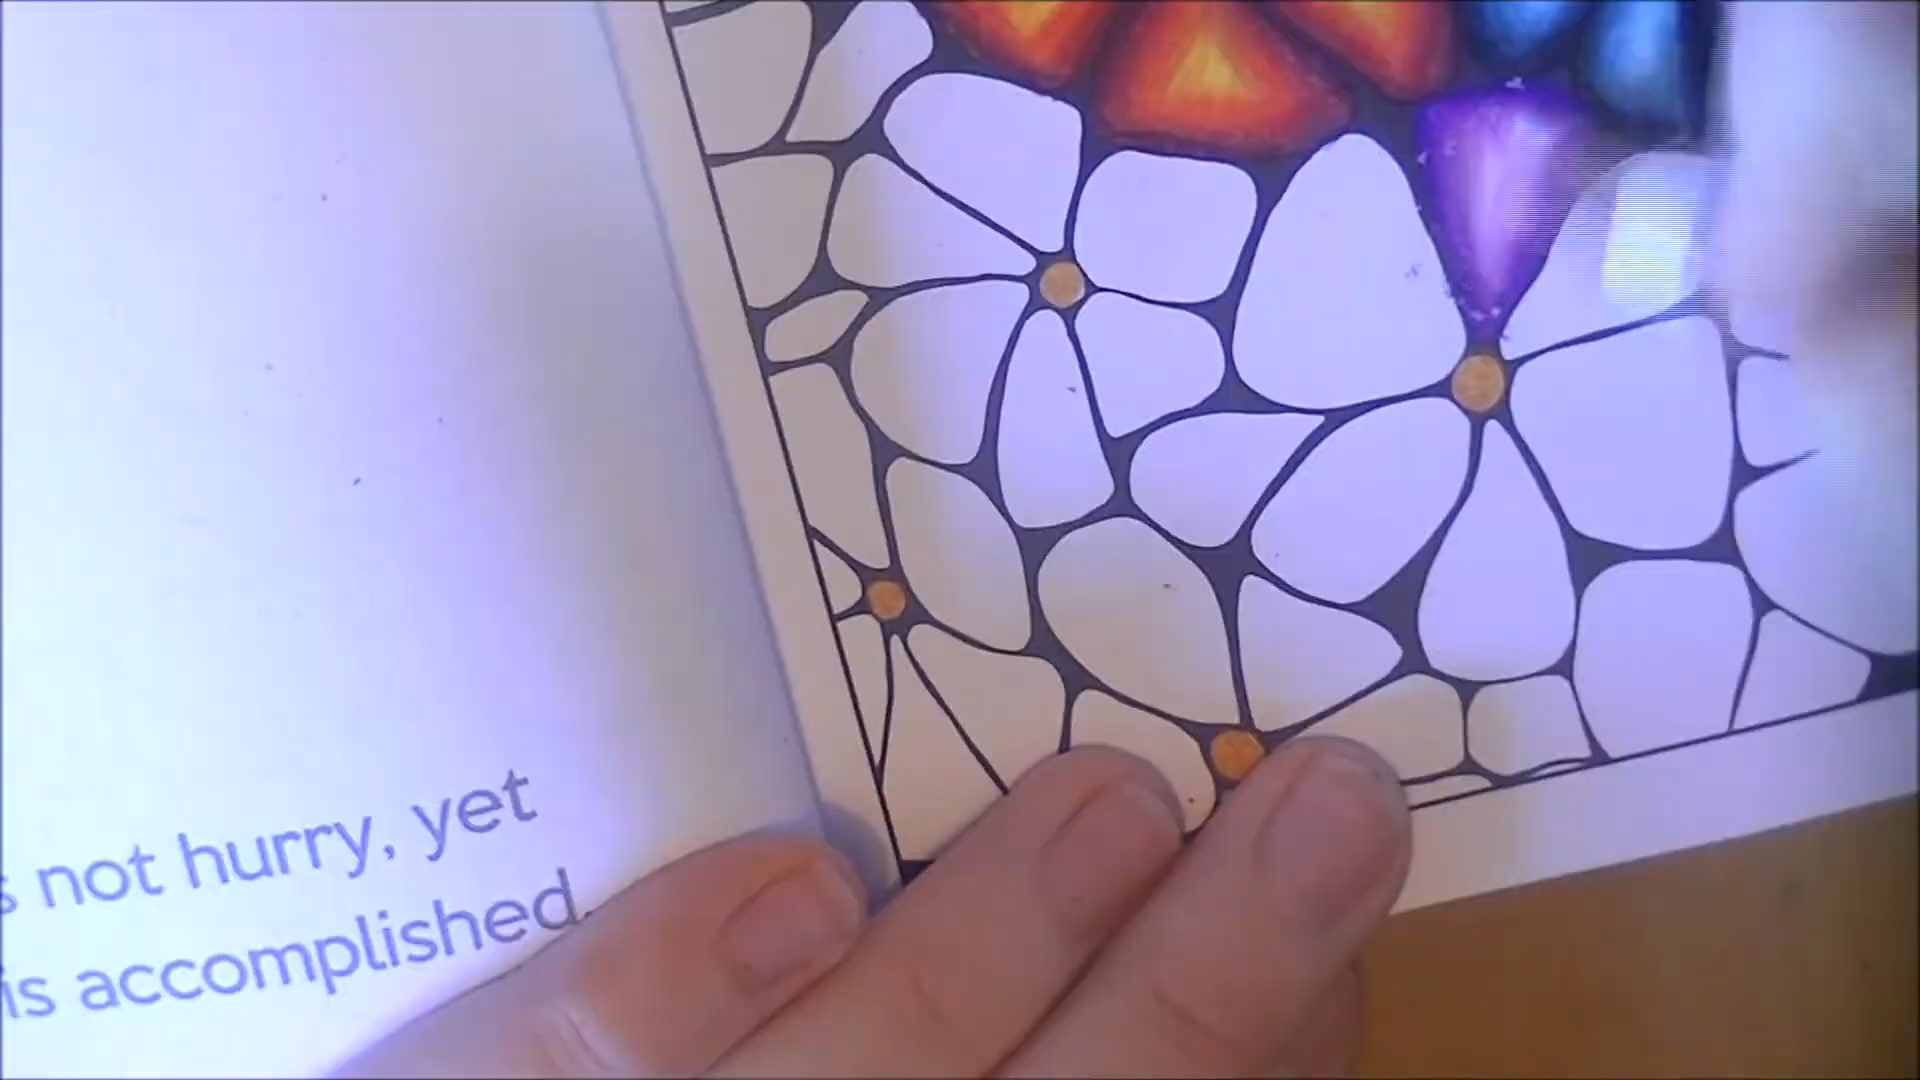 not hurry, yet
is accomplished.